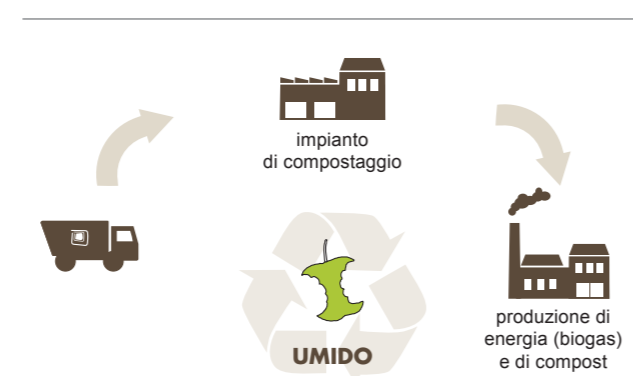 impianto
di compostaggio
UMIDO
produzione di
energia (biogas)
e di compost